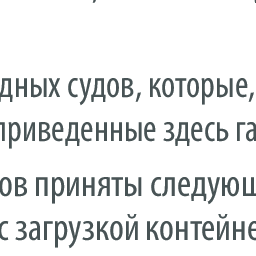 дных судов, которые,
приведенные здесь га
ов приняты следующ
с загрузкой контейне